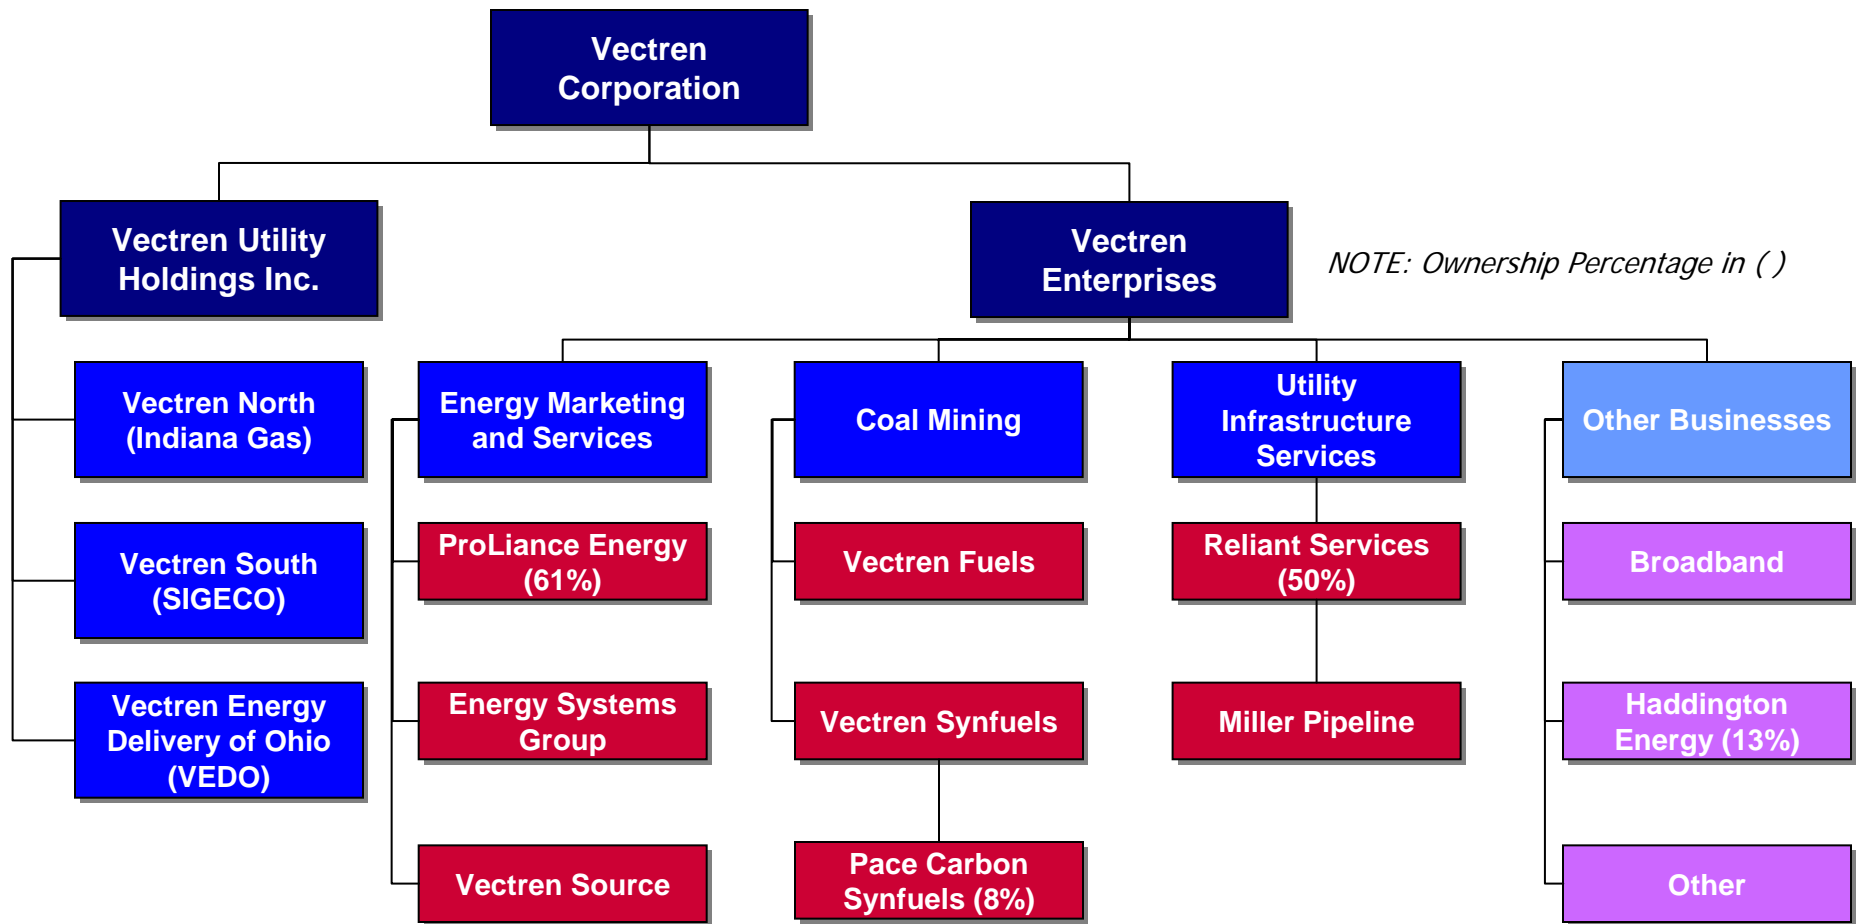 Vectren
Corporation
Vectren Utility
Holdings Inc.
Vectren
Enterprises
NOTE: Ownership Percentage in ( )
Vectren North
(Indiana Gas)
Energy Marketing
and Services
Coal Mining
Utility
Infrastructure
Services
Other Businesses
Vectren South
(SIGECO)
ProLiance Energy
(61%)
Vectren Fuels
Reliant Services
(50%)
Broadband
Vectren Energy
Delivery of Ohio
(VEDO)
Energy Systems
Group
Vectren Synfuels
Miller Pipeline
Haddington
Energy (13%)
Vectren Source
Pace Carbon
Synfuels (8%)
Other